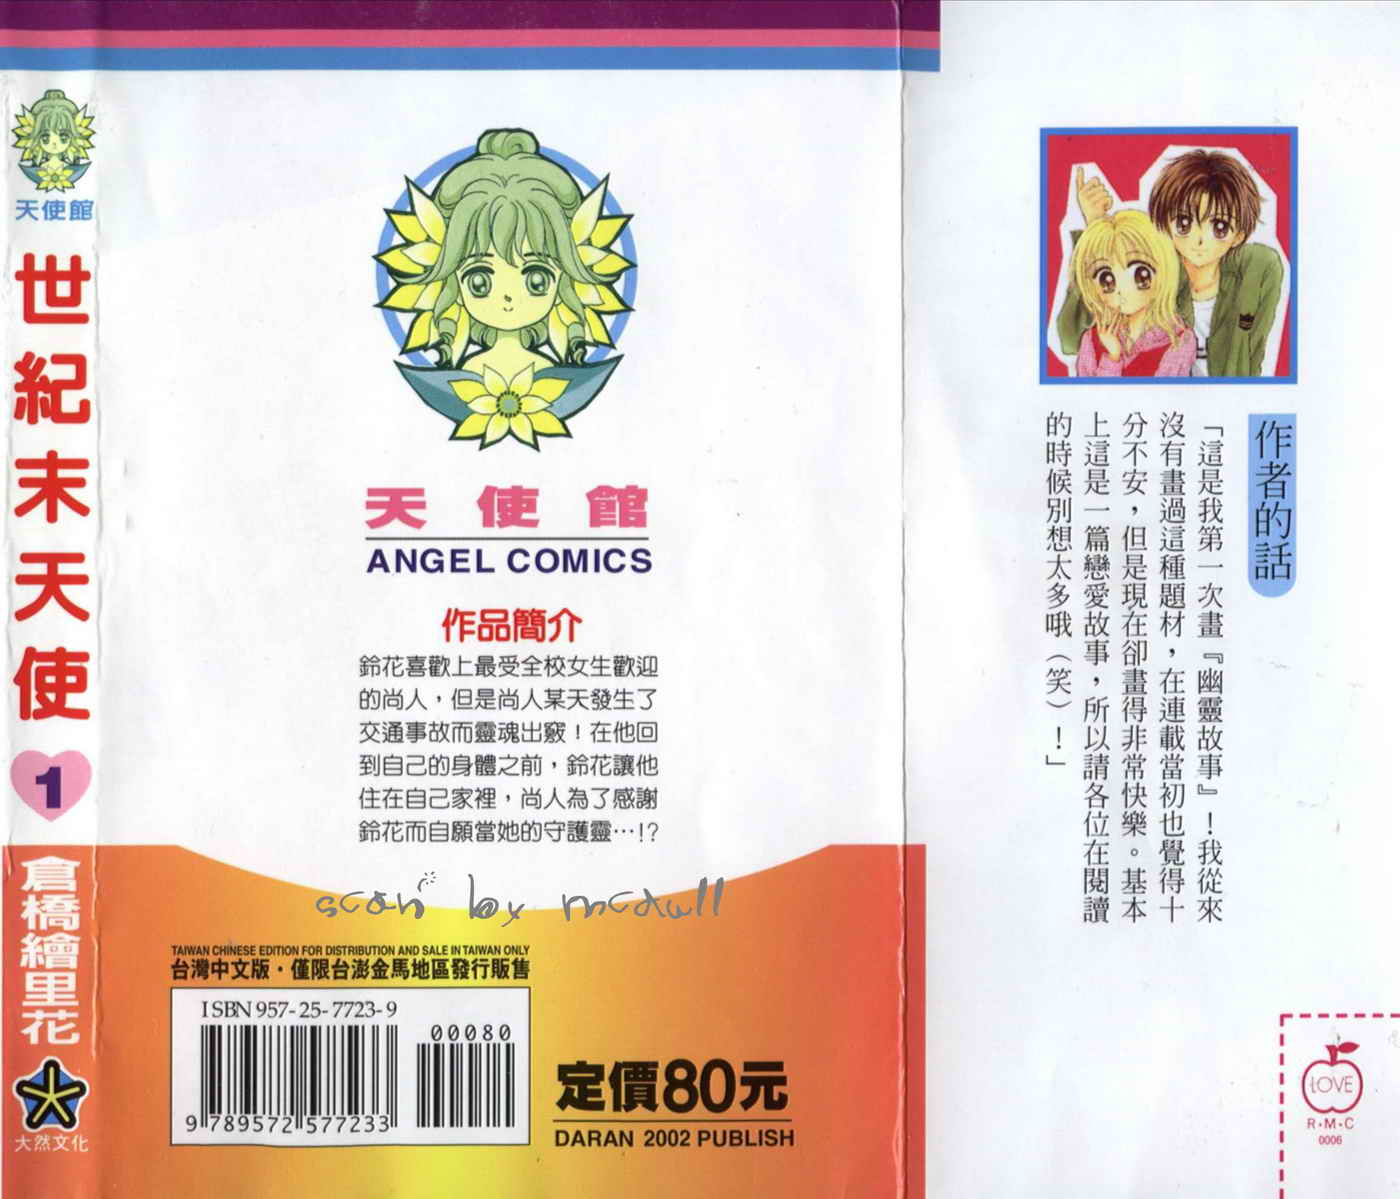 天使館
世紀末天使
1
倉橋繪里花
大然文化
天使館
ANGEL COMICS
作品簡介
鈴花喜歡上最受全校女生歡迎
的尚人，但是尚人某天發生了
交通事故而靈魂出竅！在他回
到自己的身體之前，鈴花讓他
住在自己家裡，尚人為了感謝
鈴花而自願當她的守護靈…!?
scan by mcdull
TAIWAN CHINESE EDITION FOR DISTRIBUTION AND SALE IN TAIWAN ONLY
台灣中文版・僅限台澎金馬地區發行販售
ISBN 957-25-7723-9
00080
9 789572 577233
定價80元
DARAN 2002 PUBLISH
作者的話
「這是我第一次畫『幽靈故事』！我從來
沒有畫過這種題材，在連載當初也覺得十
分不安，但是現在卻畫得非常快樂。基本
上這是一篇戀愛故事，所以請各位在閱讀
的時候別想太多哦（笑）！」
LOVE
R・M・C
0006